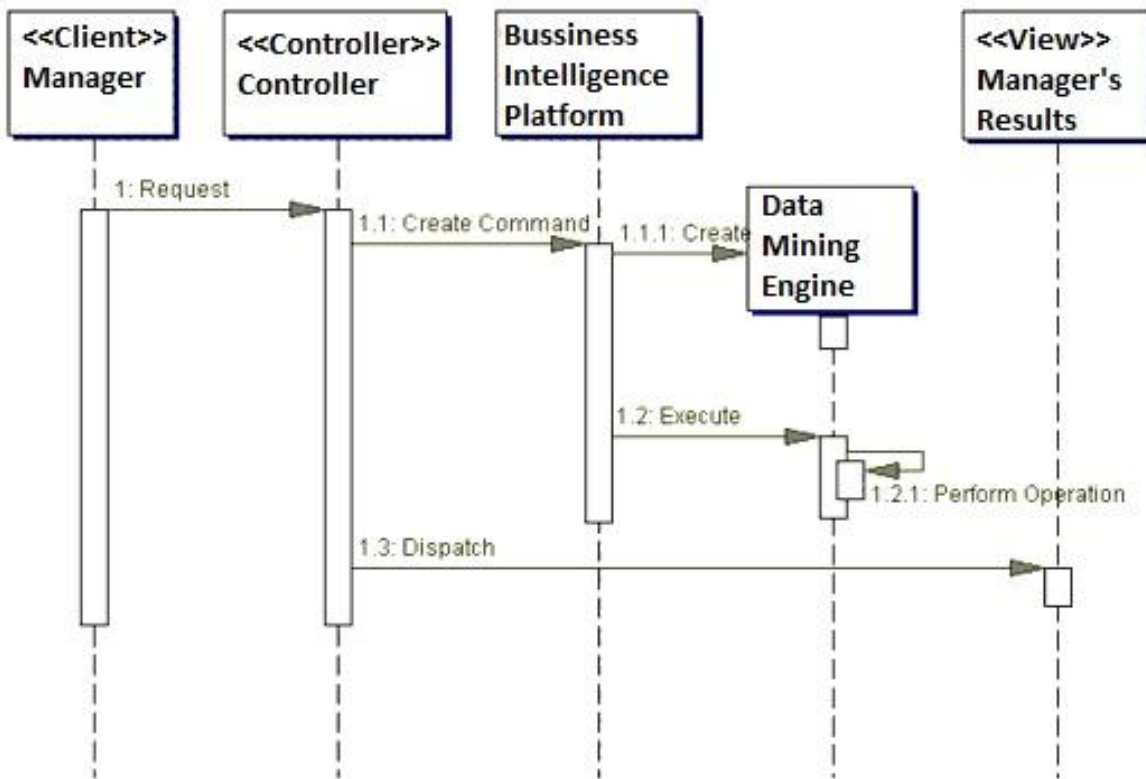 <<Client>>
Manager
<<Controller>>
Controller
Bussiness
Intelligence
Platform
<<View>>
Manager's
Results
1: Request
1.1: Create Command
1.1.1: Create
Data
Mining
Engine
1.2: Execute
1.2.1: Perform Operation
1.3: Dispatch